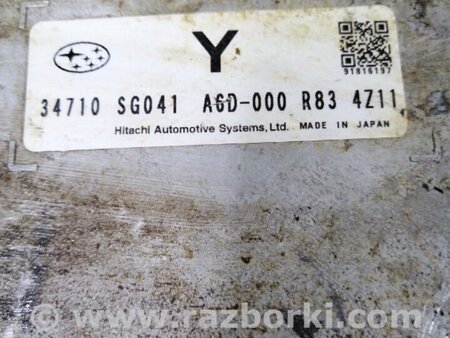 Y
91816197
34710 SG041 A6D-000 R83 4Z11
Hitachi Automotive Systems, Ltd. MADE IN JAPAN
www.razborki.com